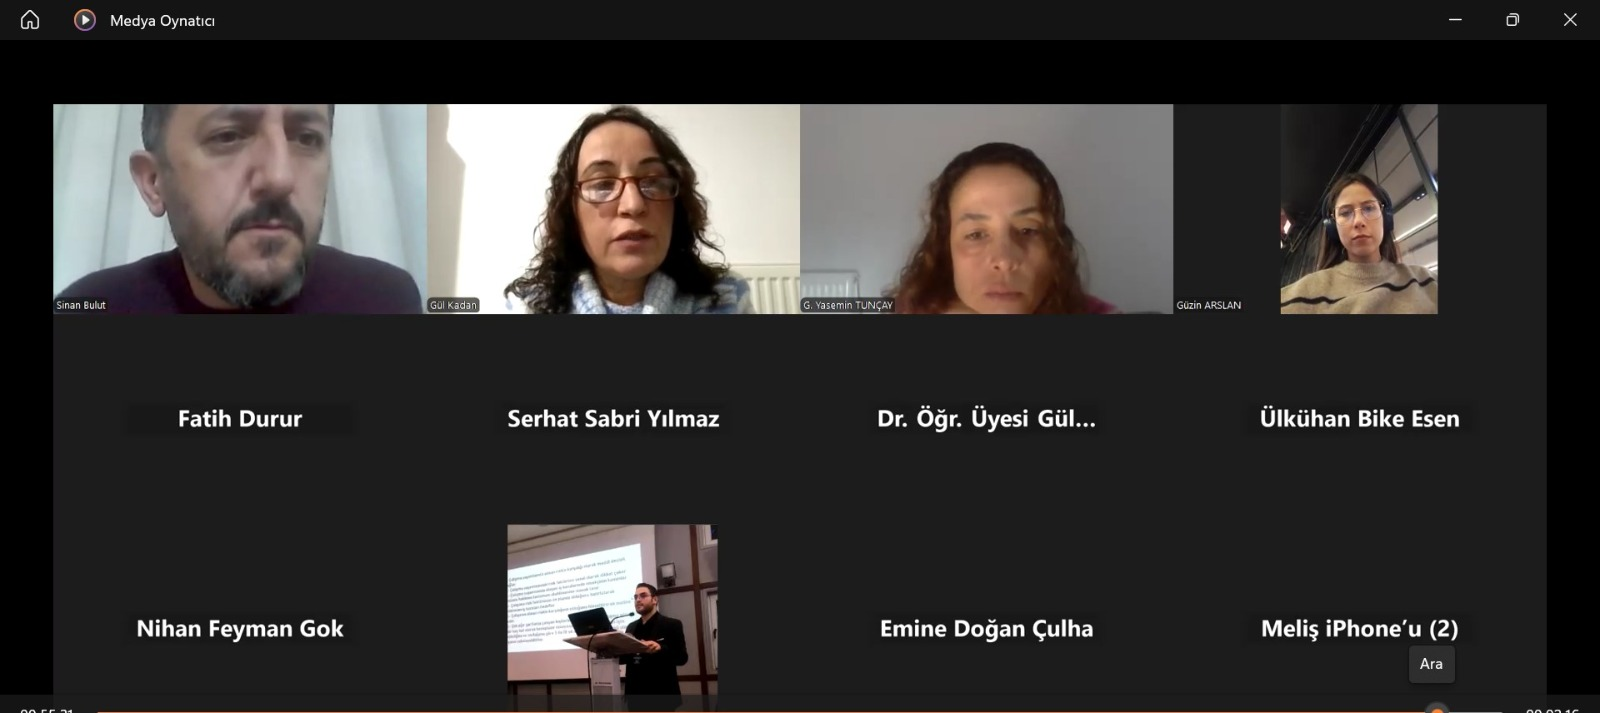 Medya Oynatıcı
Sinan Bulut
Gül Kadan
G. Yasemin TUNÇAY
Güzin ARSLAN
Fatih Durur
Serhat Sabri Yılmaz
Dr. Öğr. Üyesi Gül...
Ülkühan Bike Esen
Nihan Feyman Gok
Emine Doğan Çulha
Meliş iPhone’u (2)
Ara